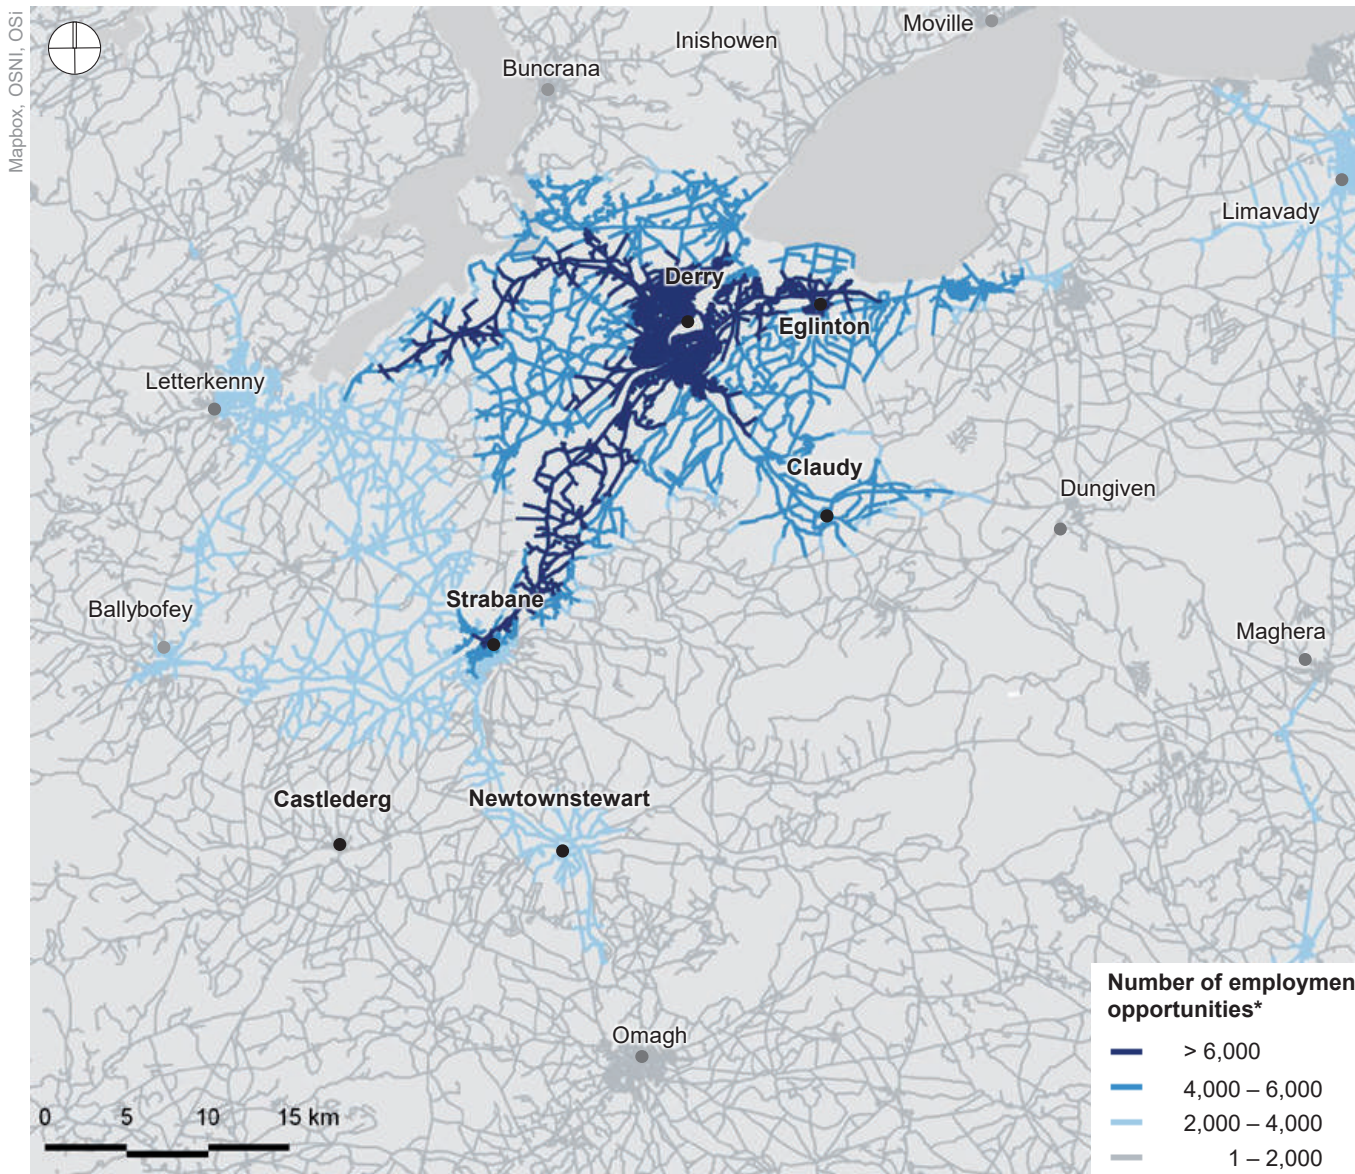 Mapbox, OSNI, OSi
Moville
Inishowen
Buncrana
Limavady
Derry
Eglinton
Letterkenny
Claudy
Dungiven
Strabane
Ballybofey
Maghera
Castlederg
Newtownstewart
Omagh
0 5 10 15 km
Number of employmen
opportunities*
> 6,000
4,000 – 6,000
2,000 – 4,000
1 – 2,000